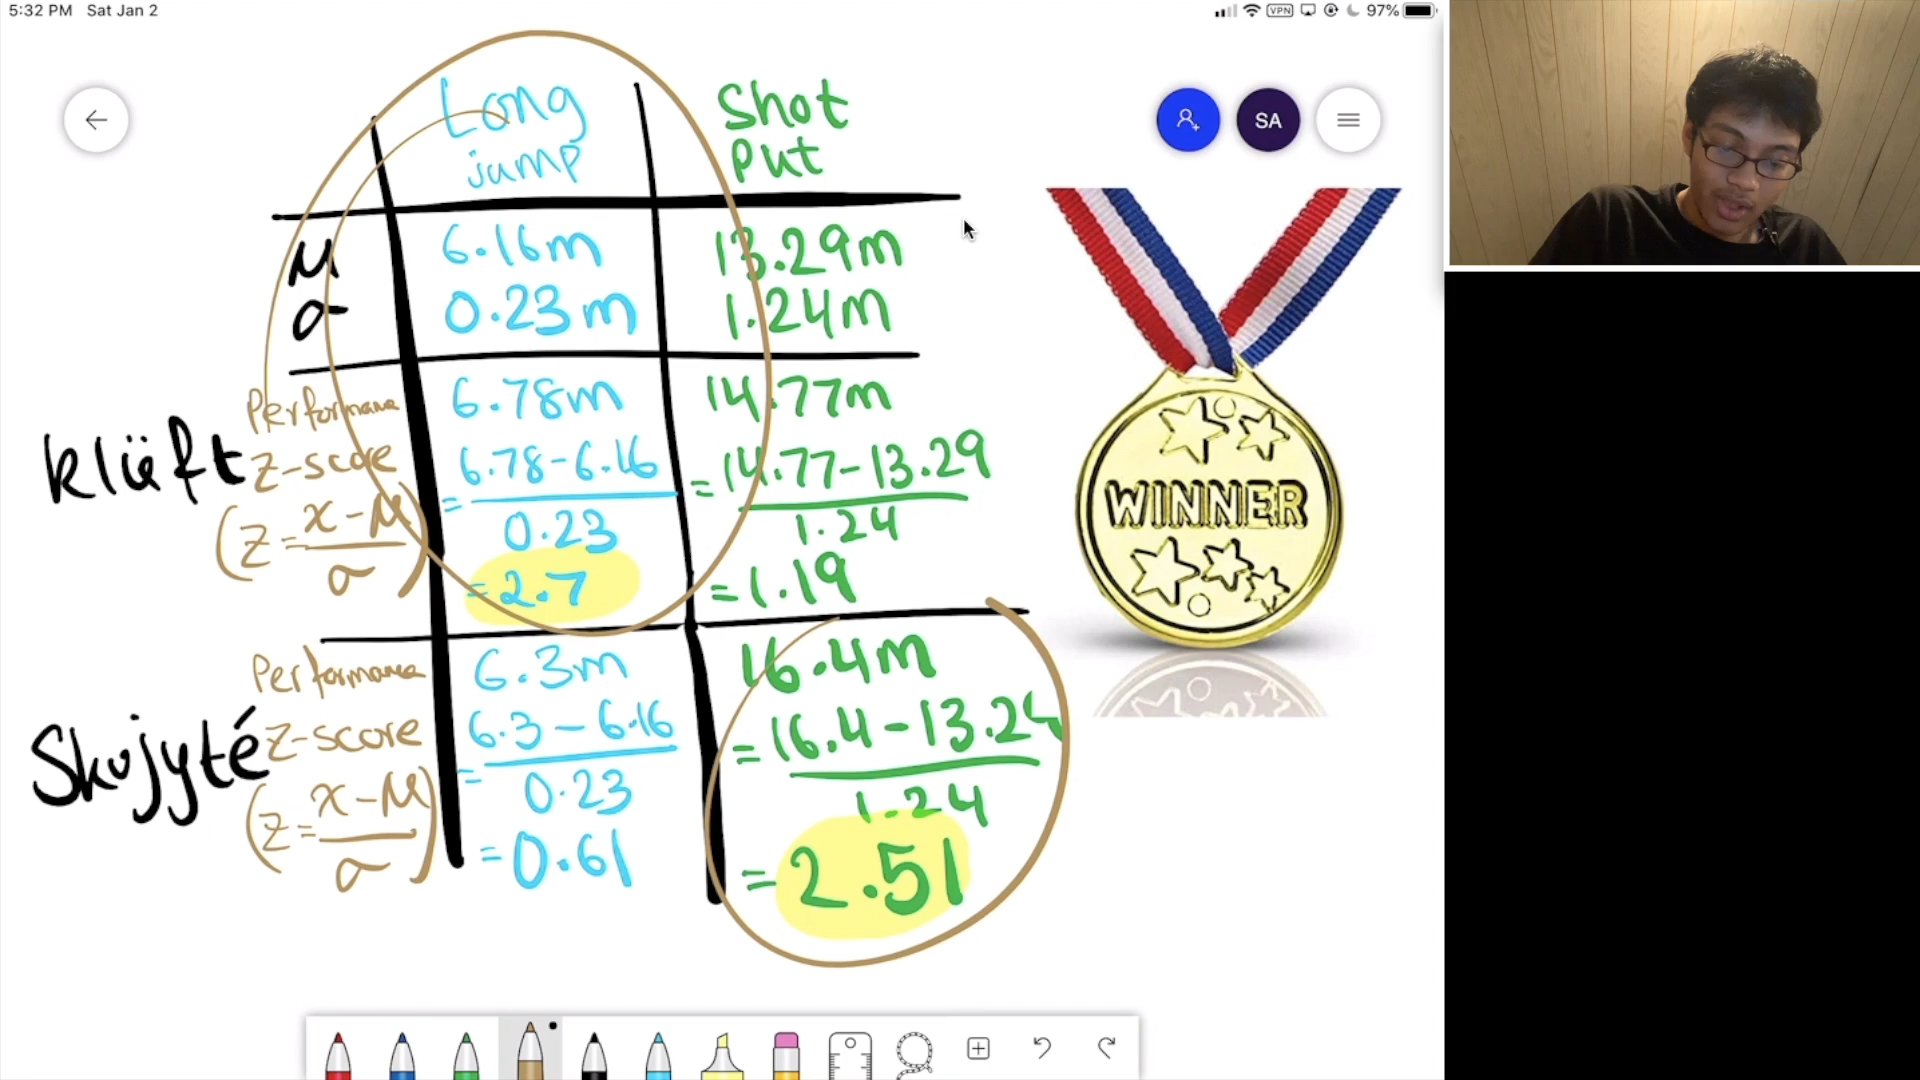 5:32 PM Sat Jan 2
VPN 97%
SA
Long
jump
Shot
Put
μ 6.16m 13.29m
σ 0.23m 1.24m
Performance 6.78m 14.77m
klüft z-score 6.78-6.16 = 14.77-13.29
(z = x-μ =
0.23 1.24
σ)
= 2.7 = 1.19
WINNER
Performance 6.3m 16.4m
Skujyté z-score 6.3 - 6.16 = 16.4-13.29
(z = x-μ =
0.23 1.24
σ)
= 0.61 = 2.51